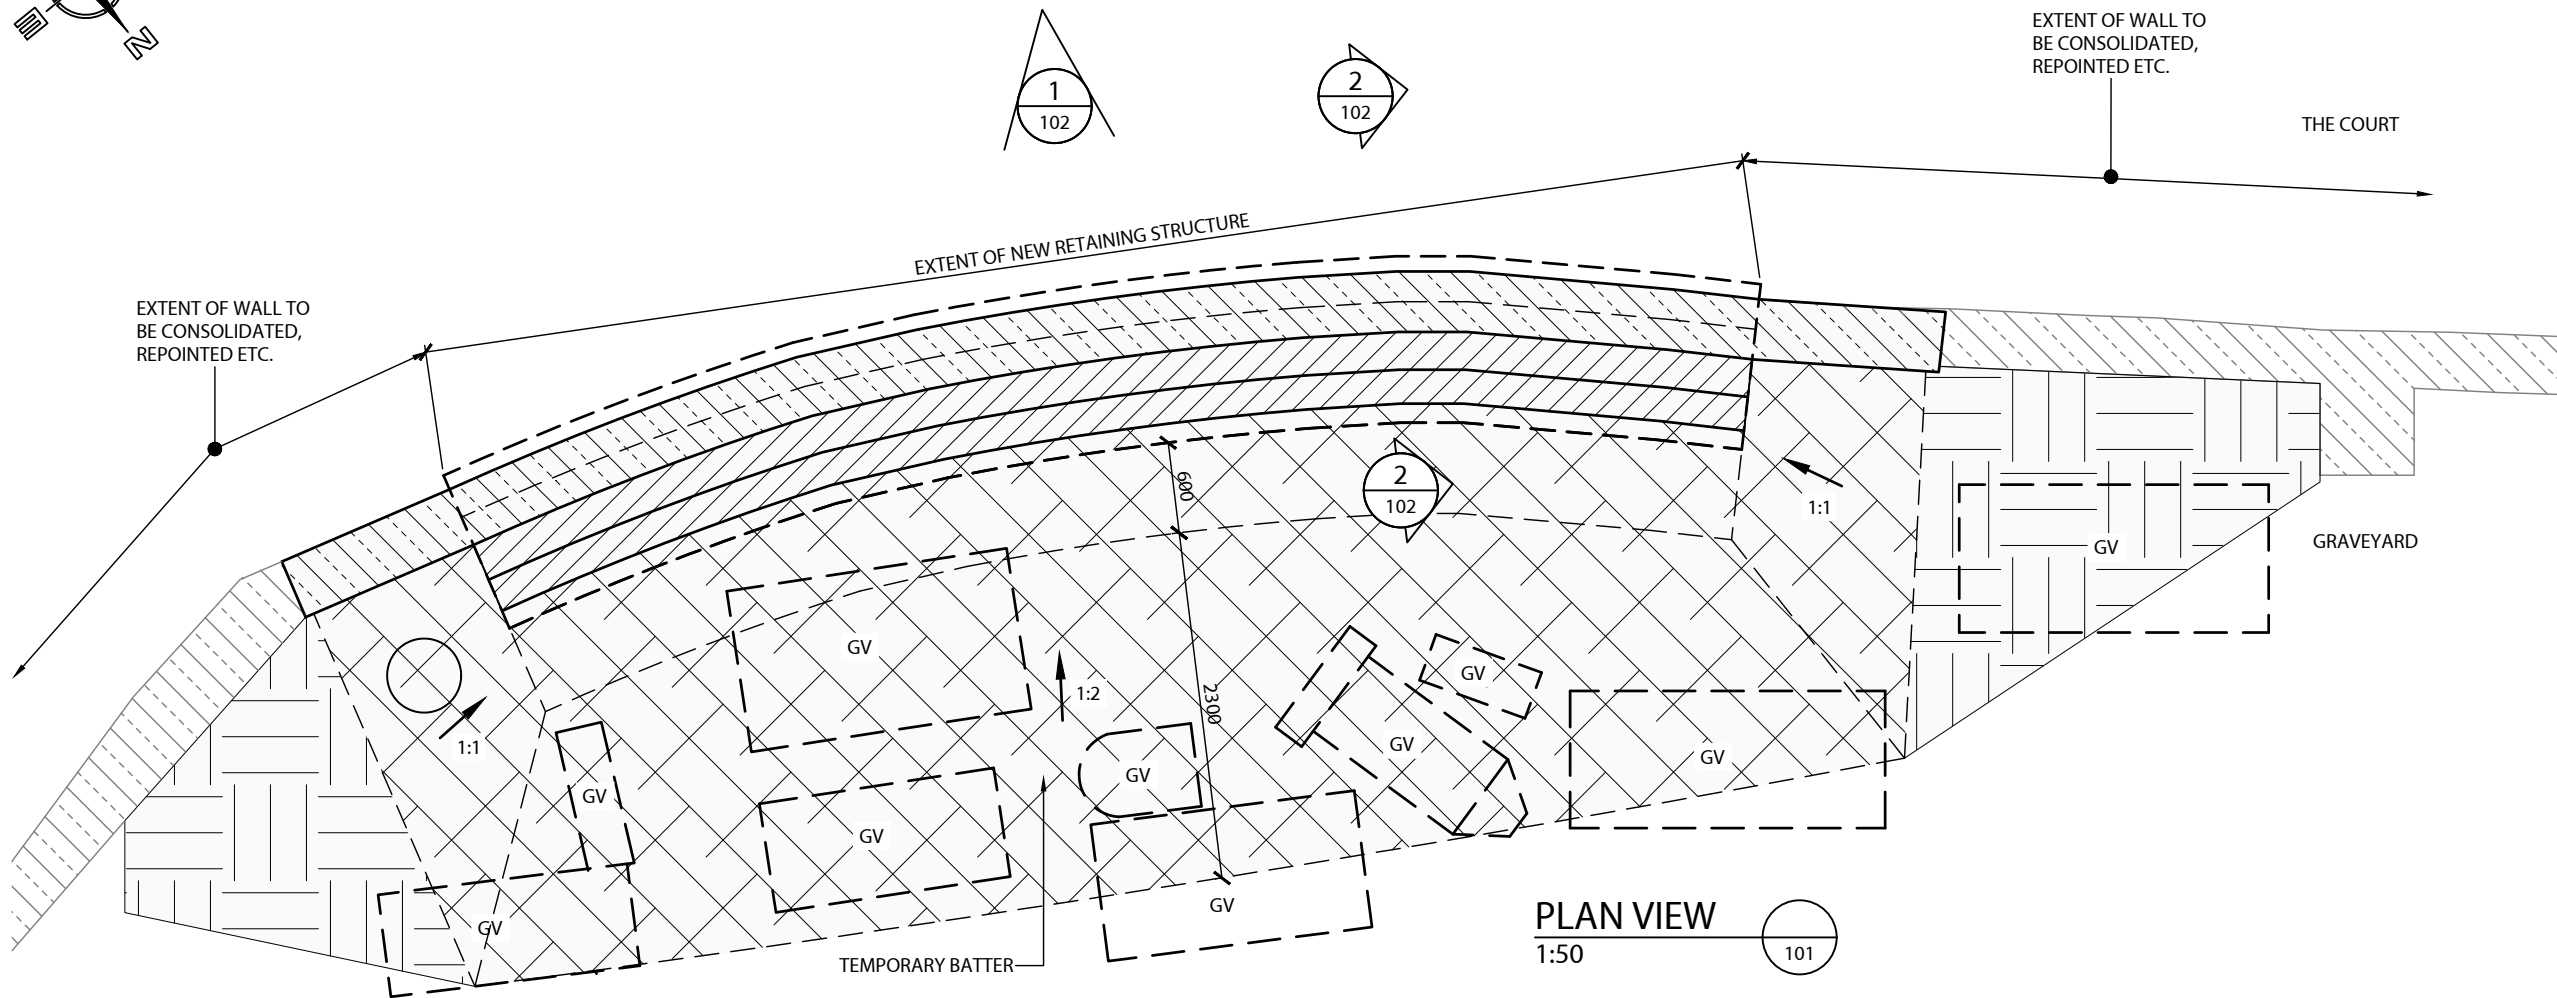 E
N
1
102
2
102
EXTENT OF WALL TO
BE CONSOLIDATED,
REPOINTED ETC.
THE COURT
EXTENT OF NEW RETAINING STRUCTURE
EXTENT OF WALL TO
BE CONSOLIDATED,
REPOINTED ETC.
600
2
102
1:1
GV
GRAVEYARD
GV
GV
1:2
2300
1:1
GV
GV
GV
GV
GV
GV
GV
GV
TEMPORARY BATTER
PLAN VIEW
1:50
101